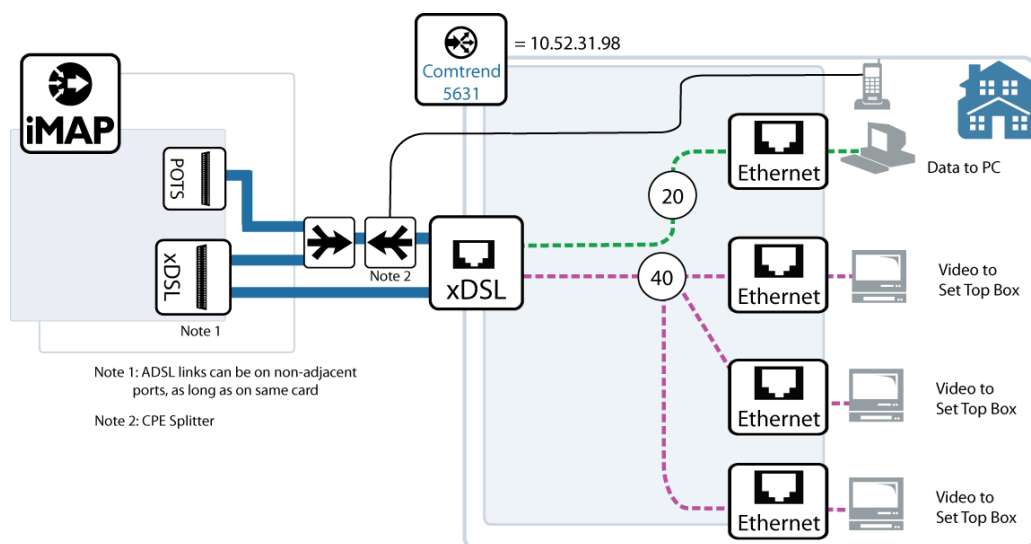 iMAP
Comtrend
5631
= 10.52.31.98
POTS
xDSL
Note 1
Note 2
xDSL
20
40
Ethernet
Data to PC
Ethernet
Video to
Set Top Box
Ethernet
Video to
Set Top Box
Ethernet
Video to
Set Top Box
Note 1: ADSL links can be on non-adjacent
ports, as long as on same card
Note 2: CPE Splitter